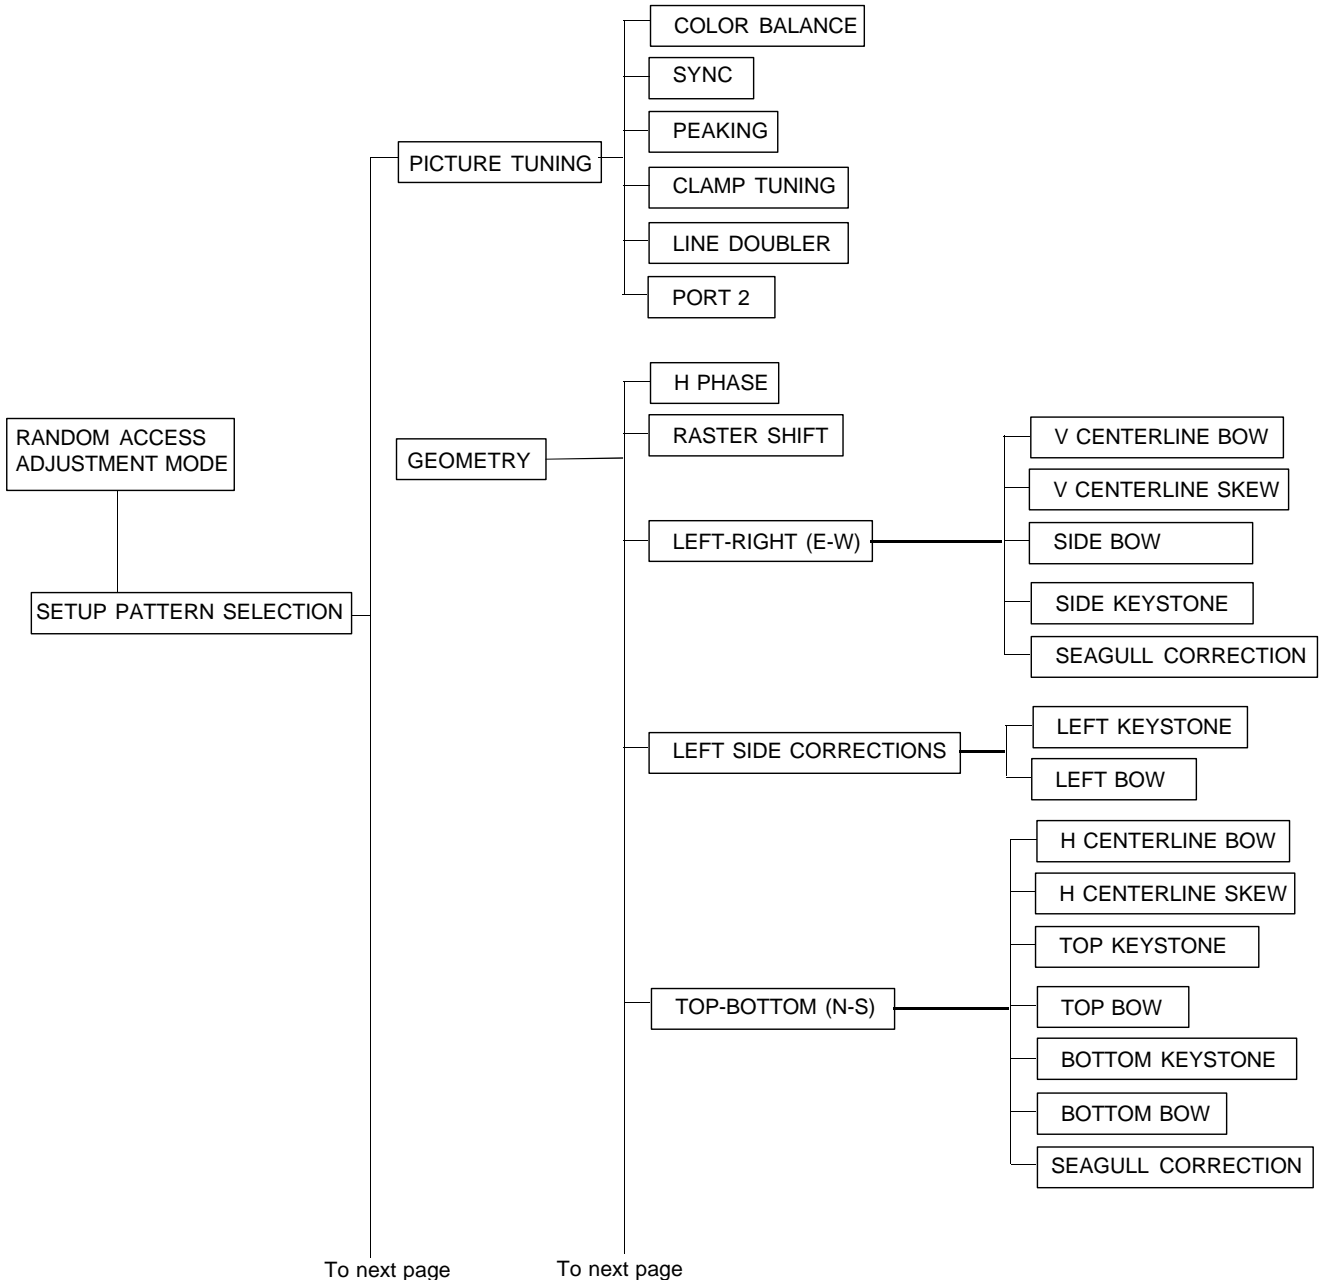 COLOR BALANCE
SYNC
PEAKING
PICTURE TUNING
CLAMP TUNING
LINE DOUBLER
PORT 2
H PHASE
RASTER SHIFT
RANDOM ACCESS
ADJUSTMENT MODE
GEOMETRY
V CENTERLINE BOW
V CENTERLINE SKEW
LEFT-RIGHT (E-W)
SIDE BOW
SETUP PATTERN SELECTION
SIDE KEYSTONE
SEAGULL CORRECTION
LEFT KEYSTONE
LEFT SIDE CORRECTIONS
LEFT BOW
H CENTERLINE BOW
H CENTERLINE SKEW
TOP KEYSTONE
TOP-BOTTOM (N-S)
TOP BOW
BOTTOM KEYSTONE
BOTTOM BOW
SEAGULL CORRECTION
To next page
To next page